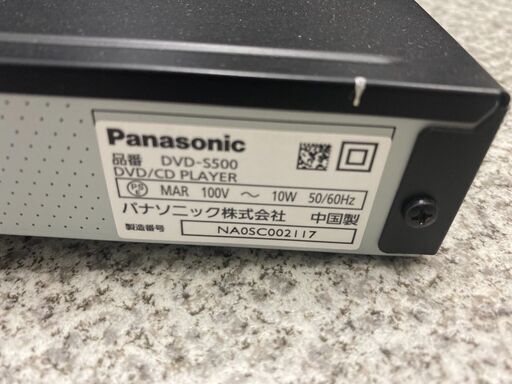 Panasonic
品番 DVD-S500
DVD/CD PLAYER
PSE MAR 100V ～ 10W 50/60Hz
パナソニック株式会社 中国製
製造番号 NA0SC002117